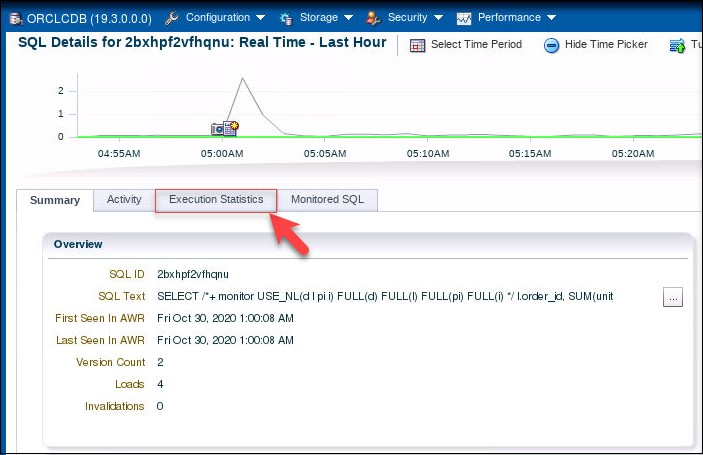 ORCLCDB (19.3.0.0.0) Configuration Storage Security Performance
SQL Details for 2bxhpf2vfhqnu: Real Time - Last Hour Select Time Period Hide Time Picker Tu
2
1
0
04:55AM 05:00AM 05:05AM 05:10AM 05:15AM 05:20AM
Summary Activity Execution Statistics Monitored SQL
Overview
SQL ID 2bxhpf2vfhqnu
SQL Text SELECT /*+ monitor USE_NL(d l pi i) FULL(d) FULL(l) FULL(pi) FULL(i) */ l.order_id, SUM(unit ...
First Seen In AWR Fri Oct 30, 2020 1:00:08 AM
Last Seen In AWR Fri Oct 30, 2020 1:00:08 AM
Version Count 2
Loads 4
Invalidations 0